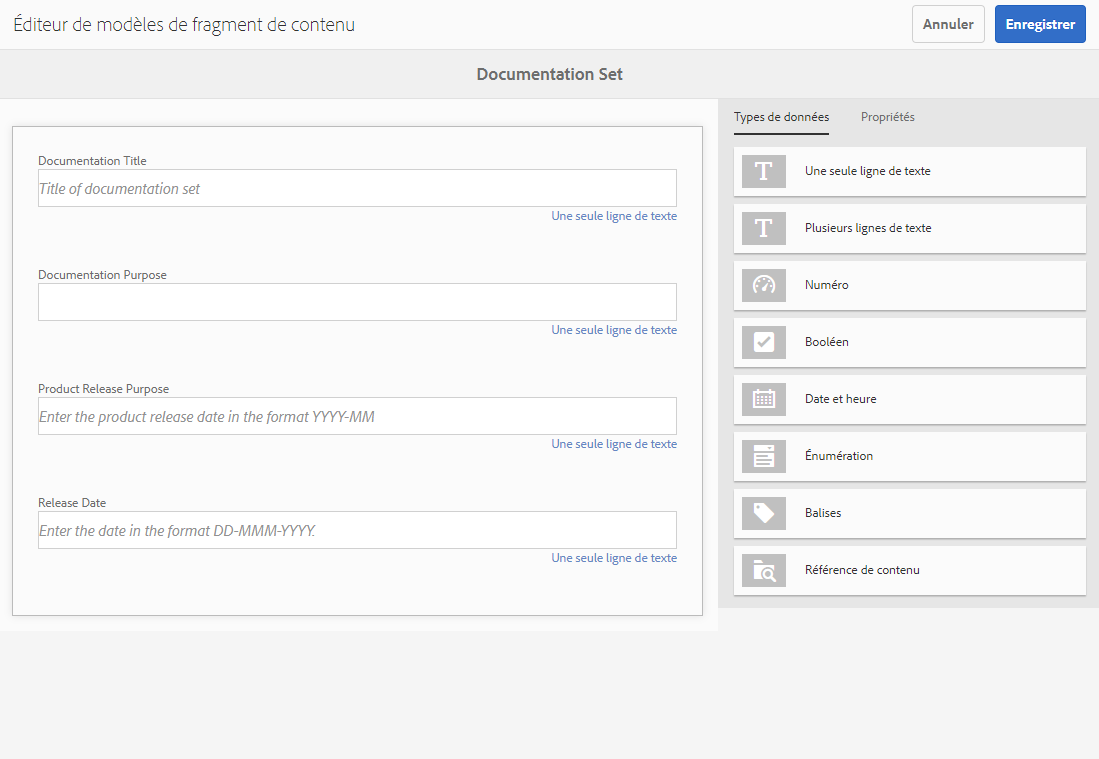 Éditeur de modèles de fragment de contenu
Annuler
Enregistrer
Documentation Set
Documentation Title
Title of documentation set
Une seule ligne de texte
Documentation Purpose
Une seule ligne de texte
Product Release Purpose
Enter the product release date in the format YYYY-MM
Une seule ligne de texte
Release Date
Enter the date in the format DD-MMM-YYYY.
Une seule ligne de texte
Types de données
Propriétés
T
Une seule ligne de texte
T
Plusieurs lignes de texte
Numéro
Booléen
Date et heure
Énumération
Balises
Référence de contenu